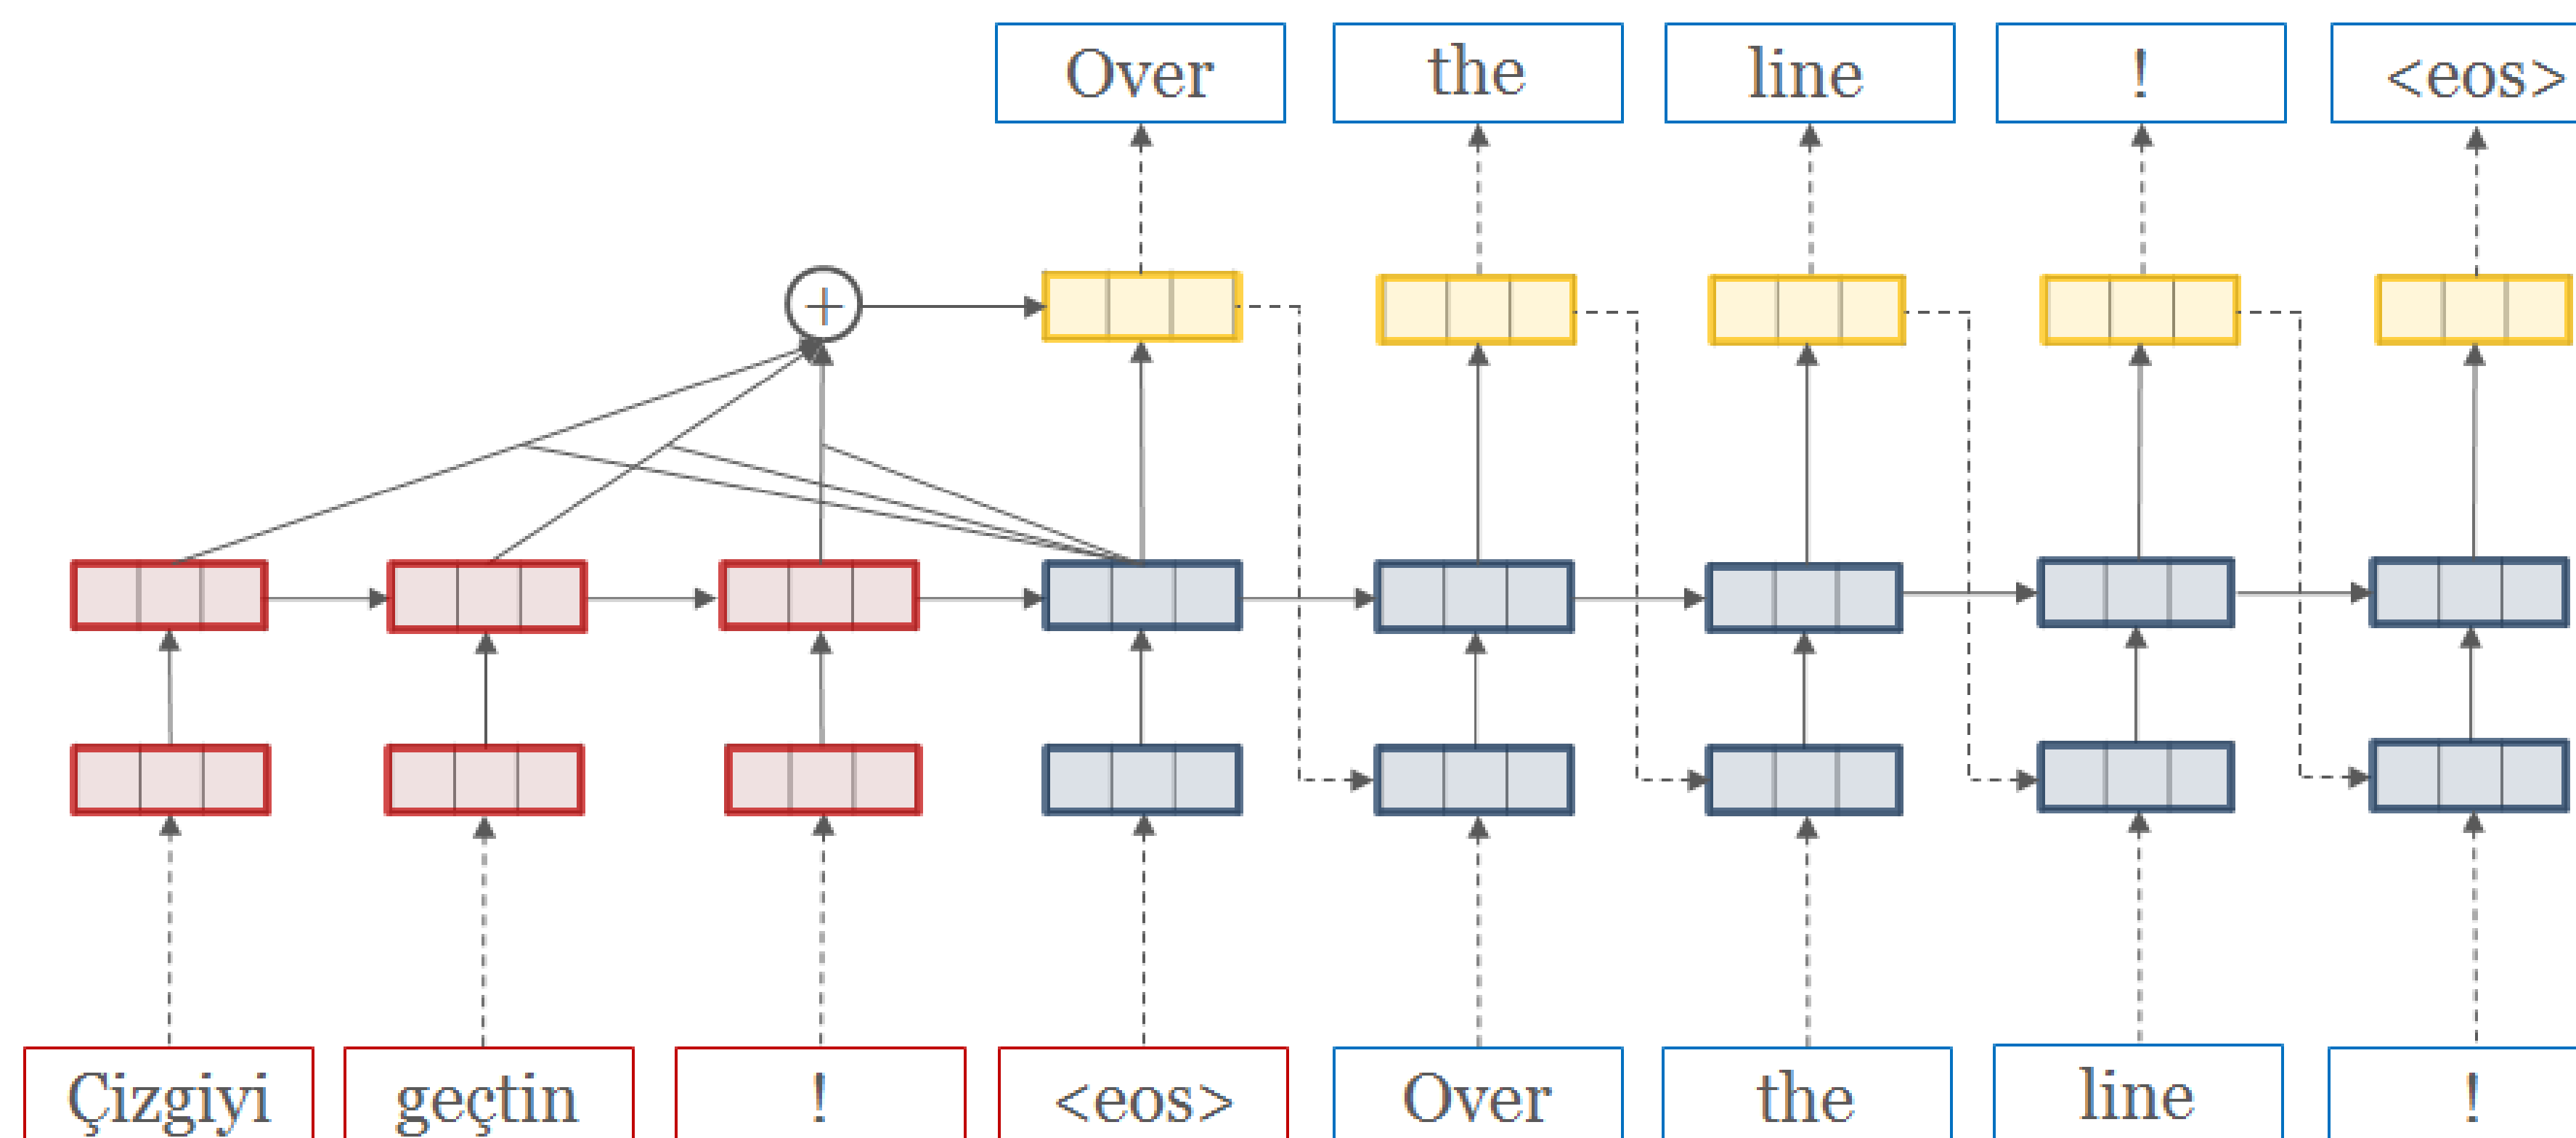 Over the line ! <eos>
+
Çizgiyi geçtin ! <eos> Over the line !